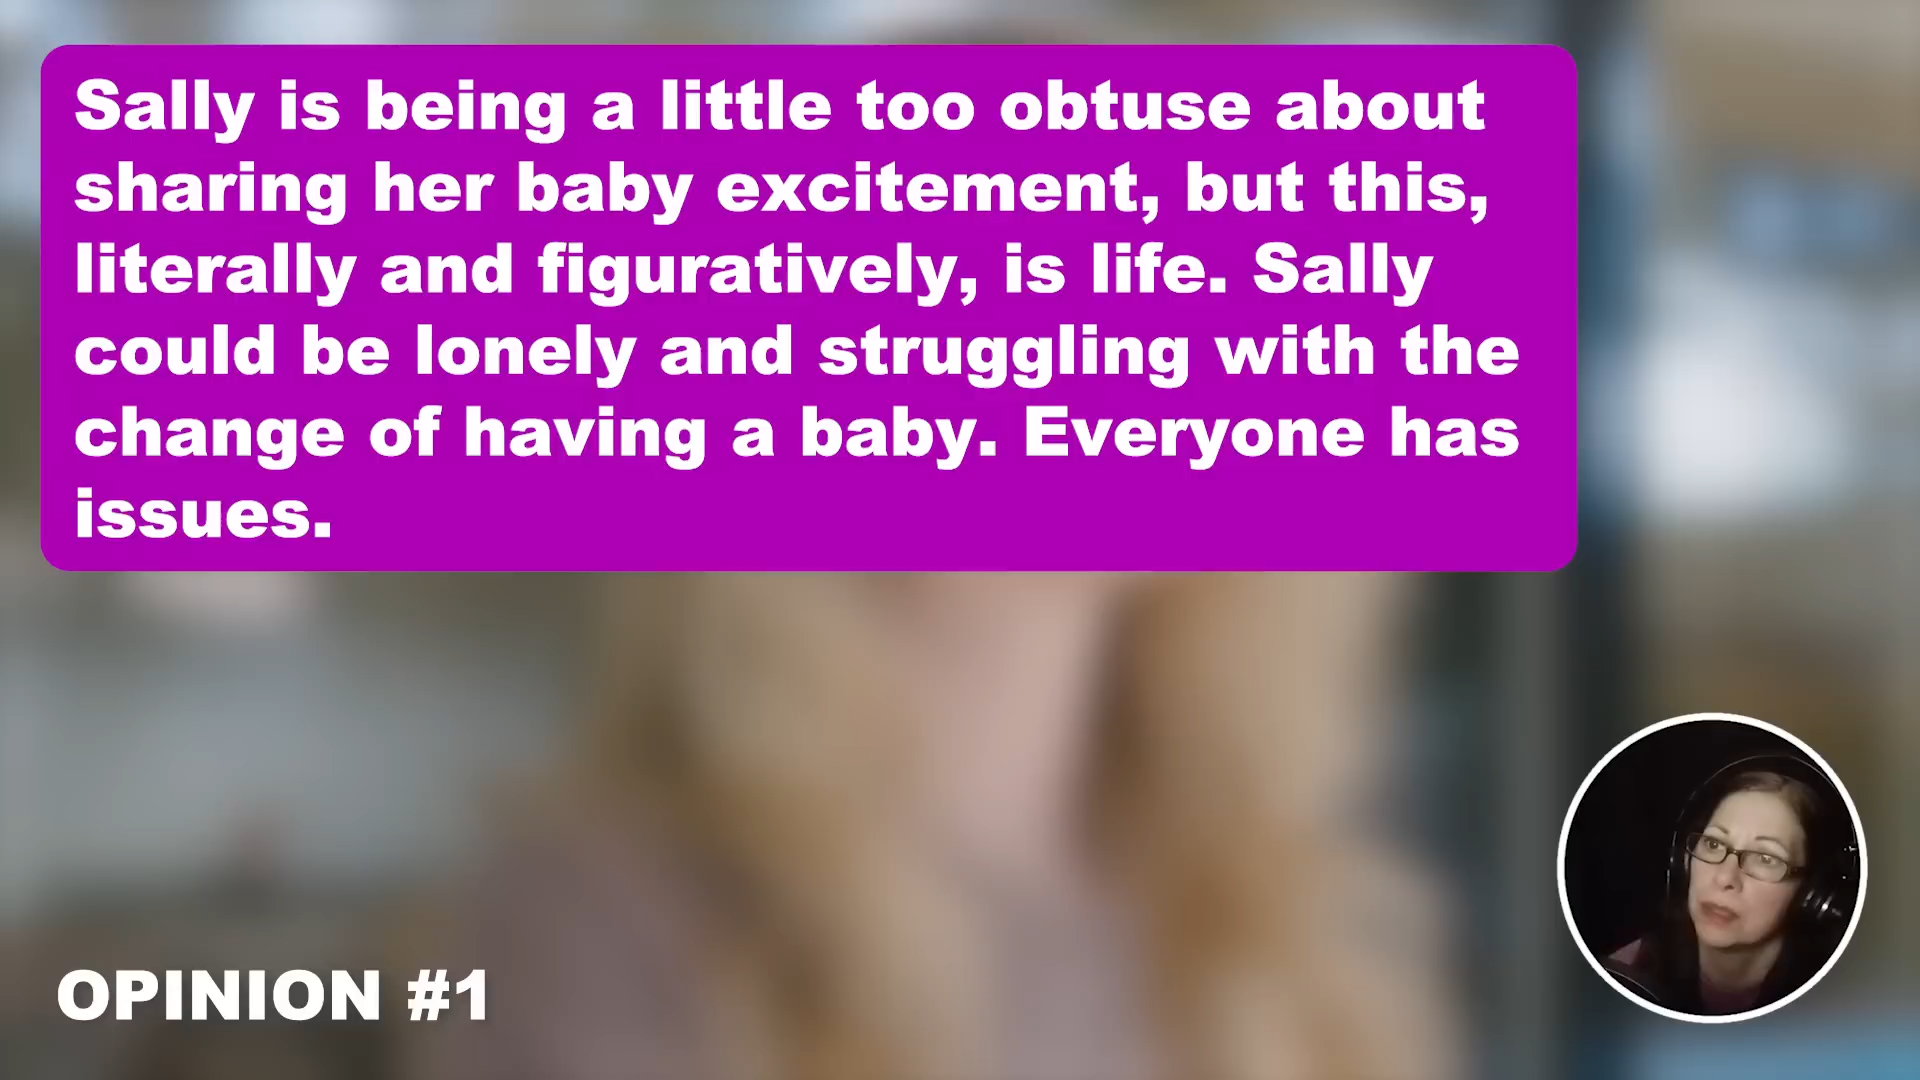 Sally is being a little too obtuse about
sharing her baby excitement, but this,
literally and figuratively, is life. Sally
could be lonely and struggling with the
change of having a baby. Everyone has
issues.
OPINION #1